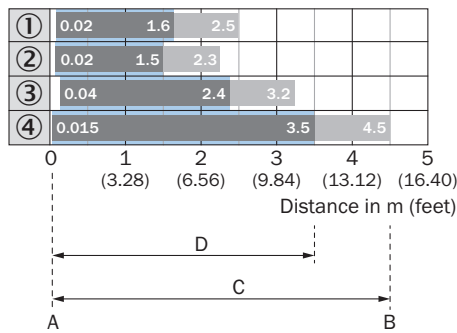 ① 0.02 1.6 2.5
② 0.02 1.5 2.3
③ 0.04 2.4 3.2
④ 0.015 3.5 4.5
0 1 2 3 4 5
(3.28) (6.56) (9.84) (13.12) (16.40)
Distance in m (feet)
D
C
A B